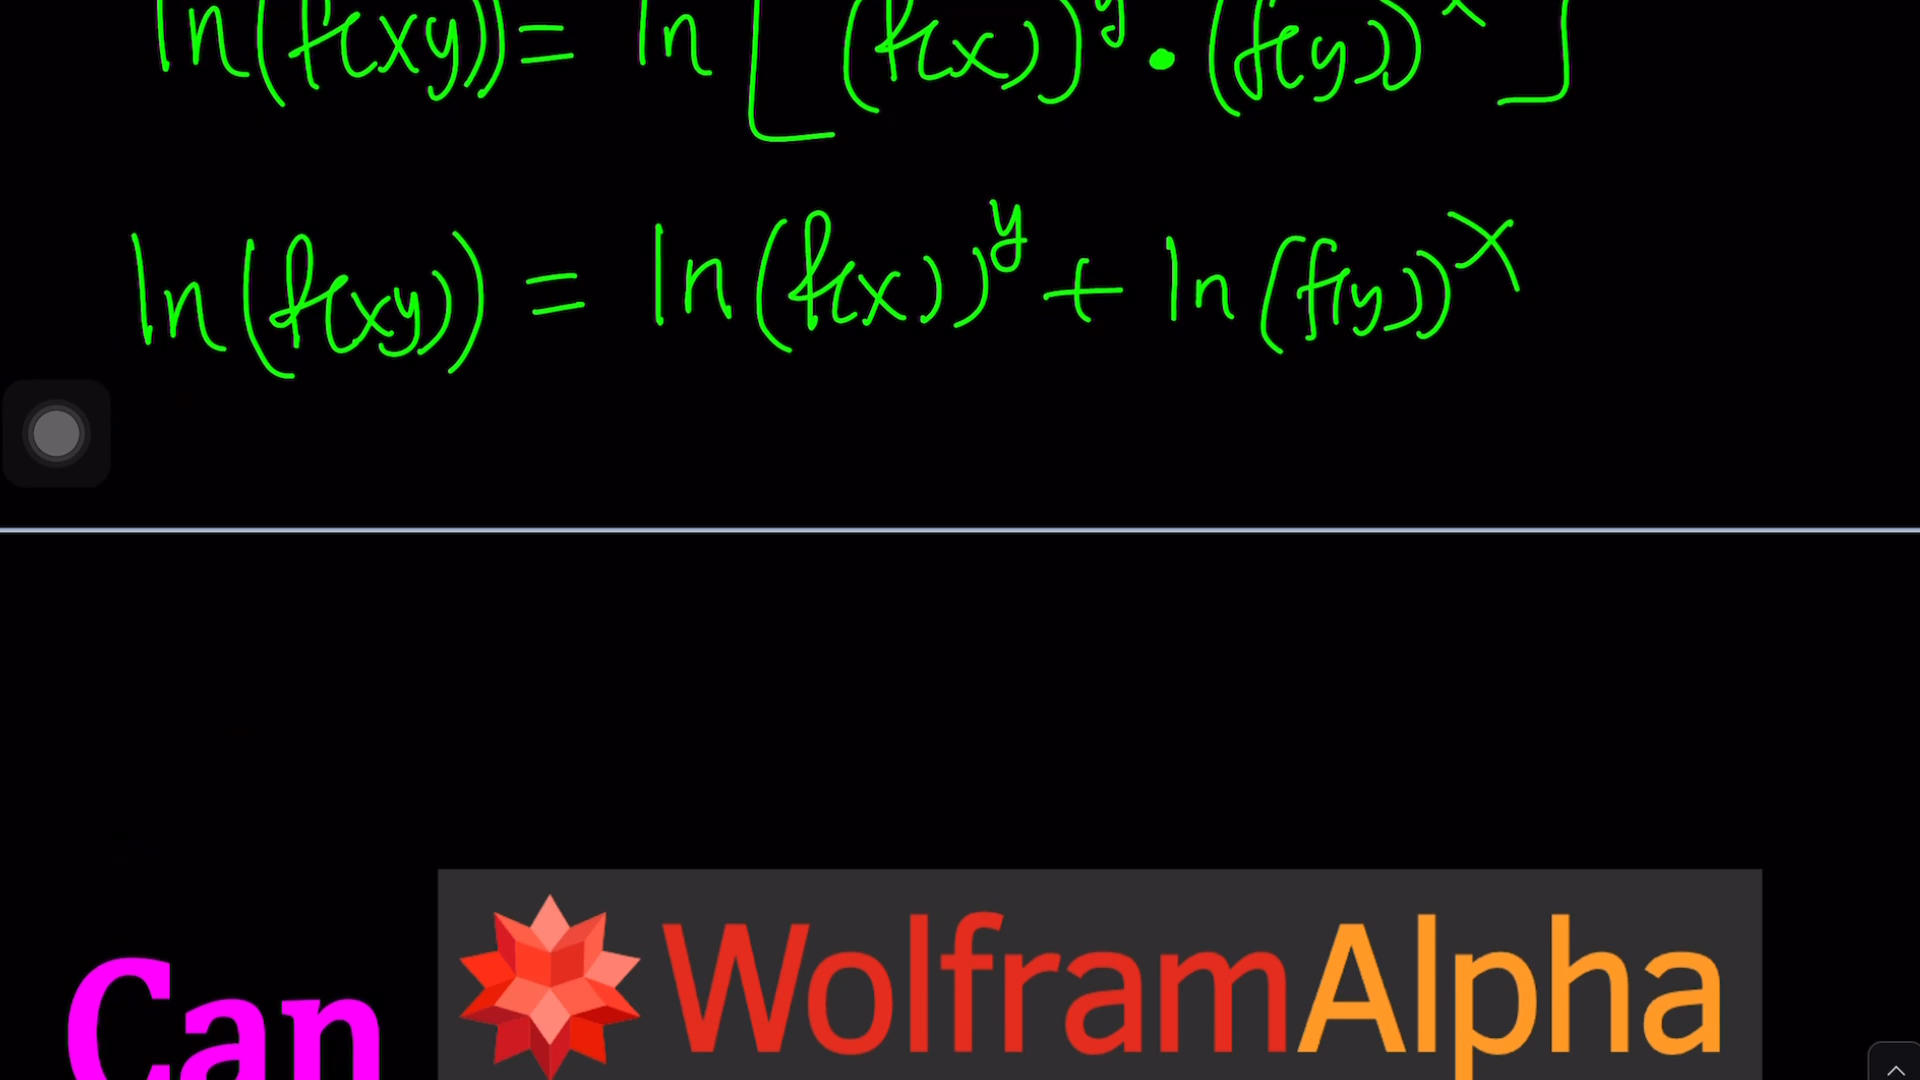 ln(f(xy)) = ln[(f(x))^y · (f(y))^x]
ln(f(xy)) = ln(f(x))^y + ln(f(y))^x
Can WolframAlpha